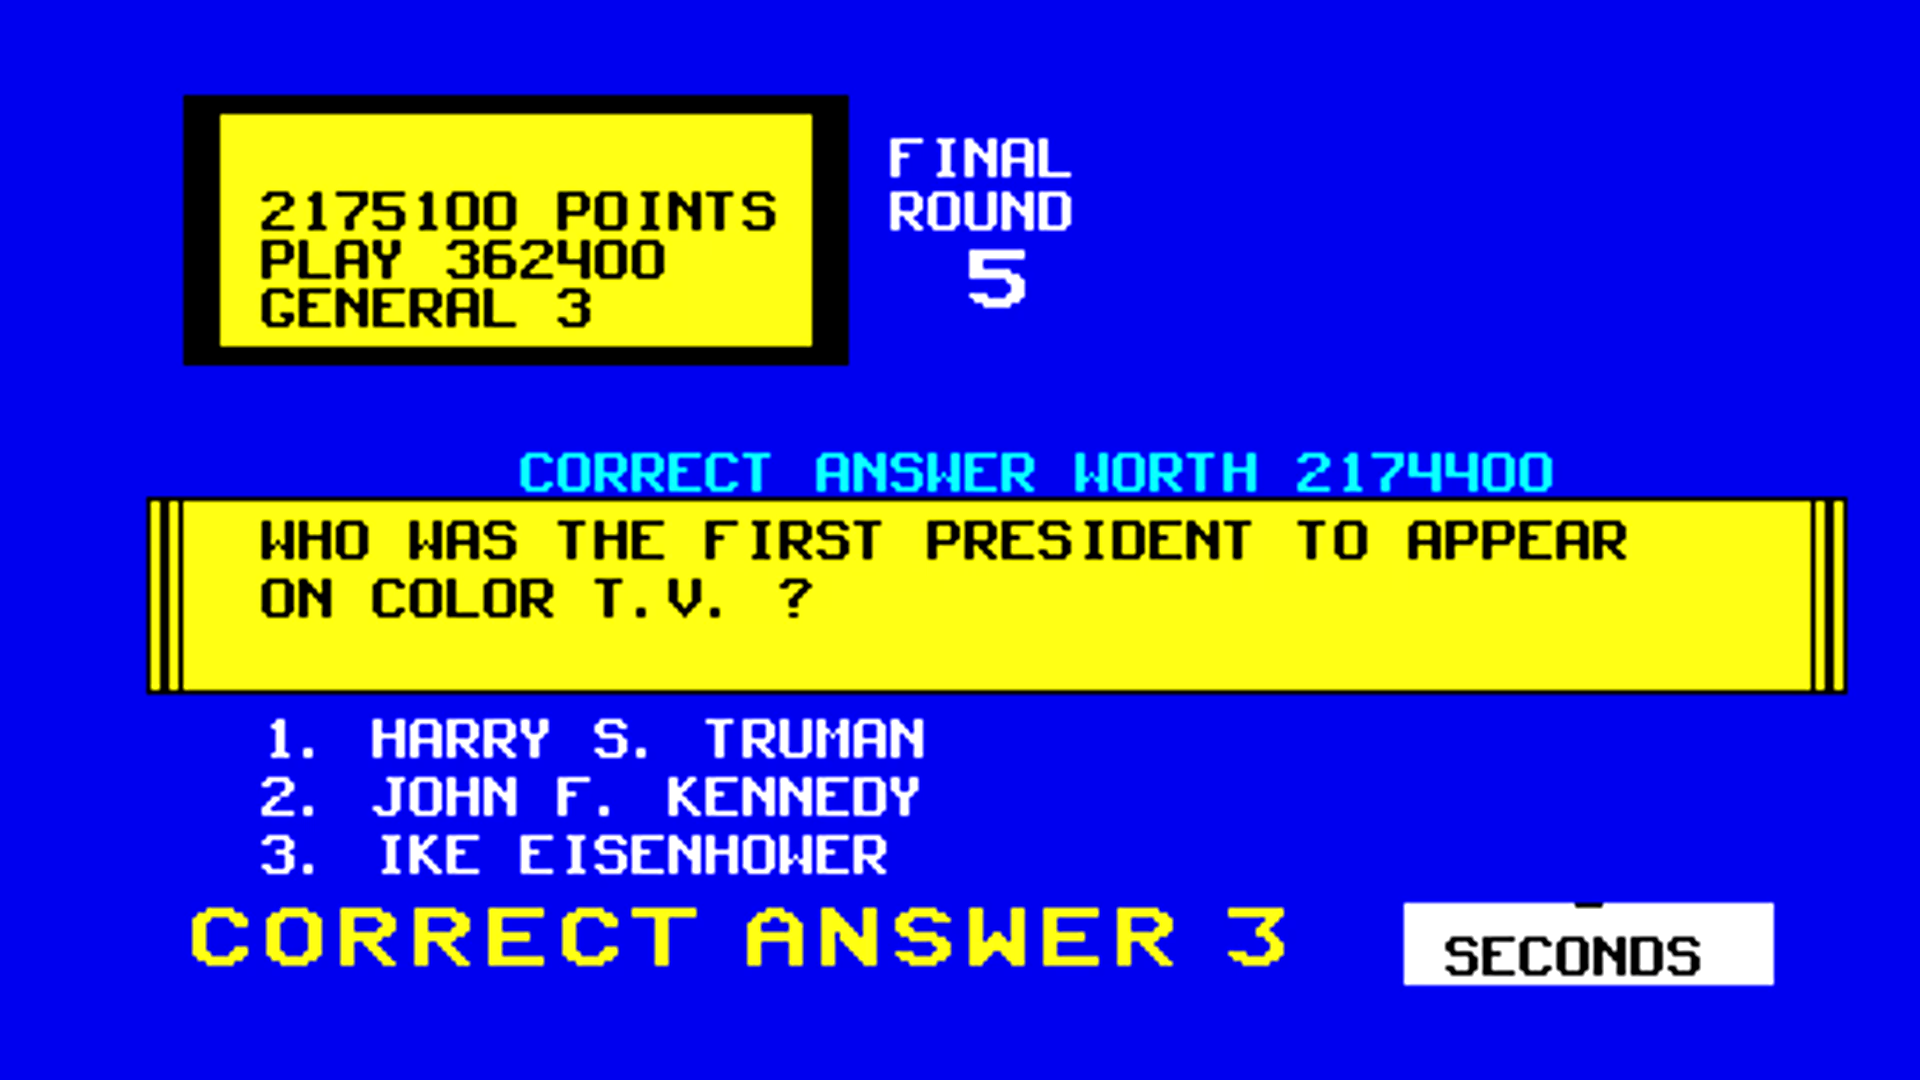 2175100 POINTS
PLAY 362400
GENERAL 3
FINAL
ROUND
5
CORRECT ANSWER WORTH 2174400
WHO WAS THE FIRST PRESIDENT TO APPEAR
ON COLOR T.V. ?
1. HARRY S. TRUMAN
2. JOHN F. KENNEDY
3. IKE EISENHOWER
CORRECT ANSWER 3
SECONDS